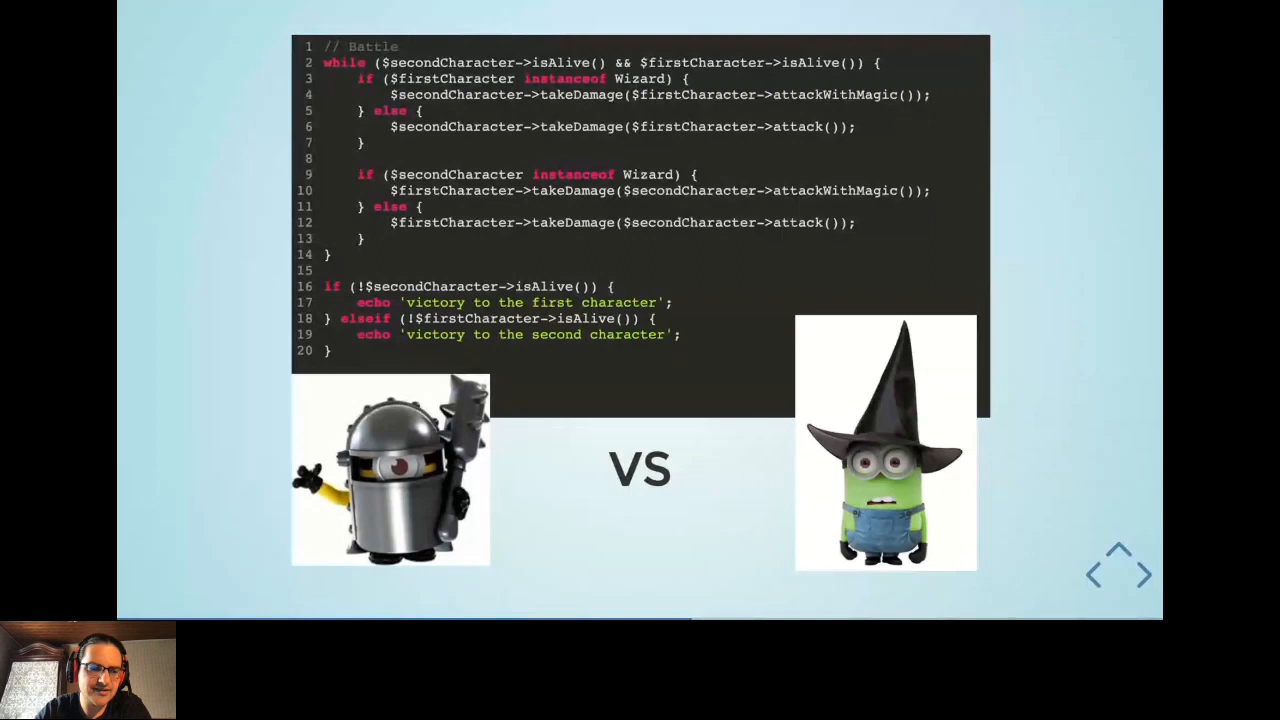 1 // Battle
2 while ($secondCharacter->isAlive() && $firstCharacter->isAlive()) {
3 if ($firstCharacter instanceof Wizard) {
4 $secondCharacter->takeDamage($firstCharacter->attackWithMagic());
5 } else {
6 $secondCharacter->takeDamage($firstCharacter->attack());
7 }
8
9 if ($secondCharacter instanceof Wizard) {
10 $firstCharacter->takeDamage($secondCharacter->attackWithMagic());
11 } else {
12 $firstCharacter->takeDamage($secondCharacter->attack());
13 }
14 }
15
16 if (!$secondCharacter->isAlive()) {
17 echo 'victory to the first character';
18 } elseif (!$firstCharacter->isAlive()) {
19 echo 'victory to the second character';
20 }
VS